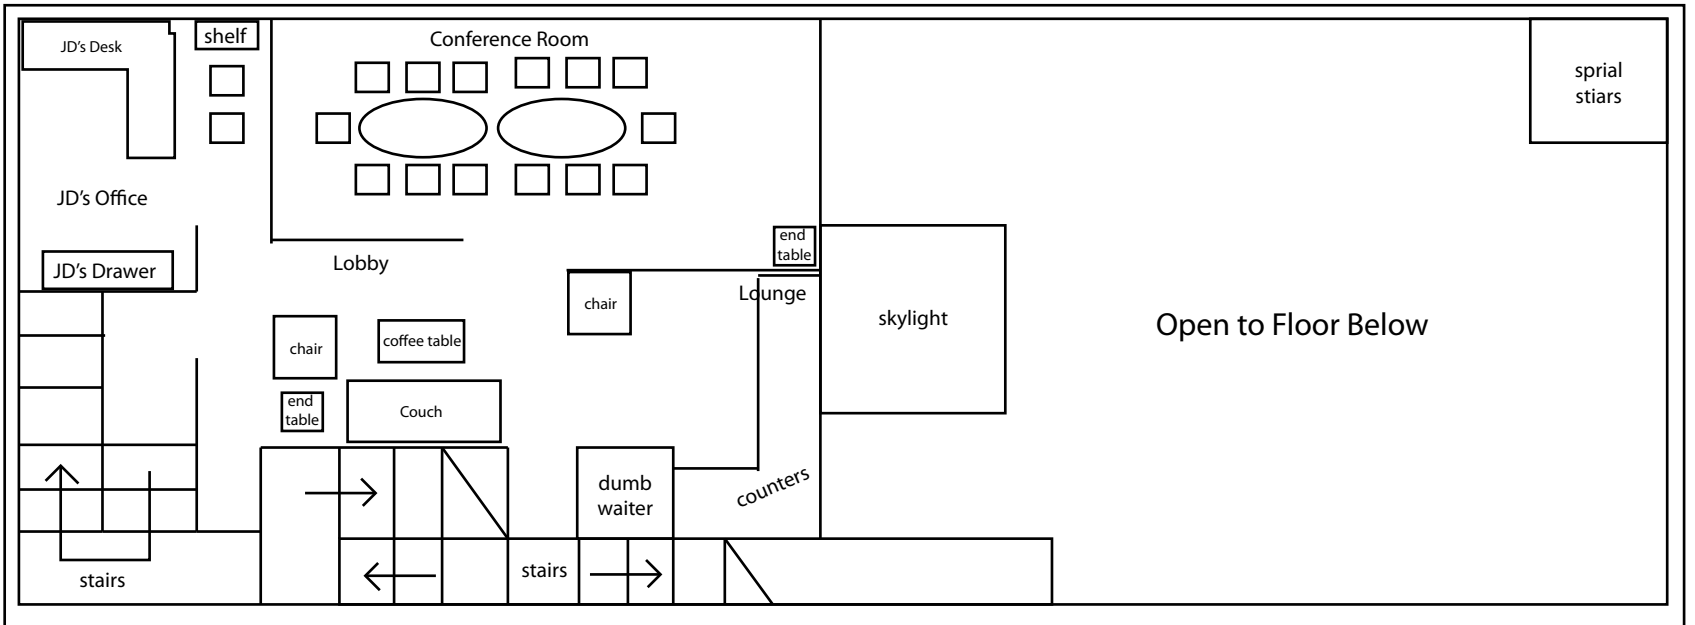 JD's Desk
shelf
Conference Room
sprial
stiars
JD's Office
end
table
JD's Drawer
Lobby
Lounge
chair
skylight
Open to Floor Below
chair
coffee table
end
table
Couch
dumb
waiter
counters
stairs
stairs